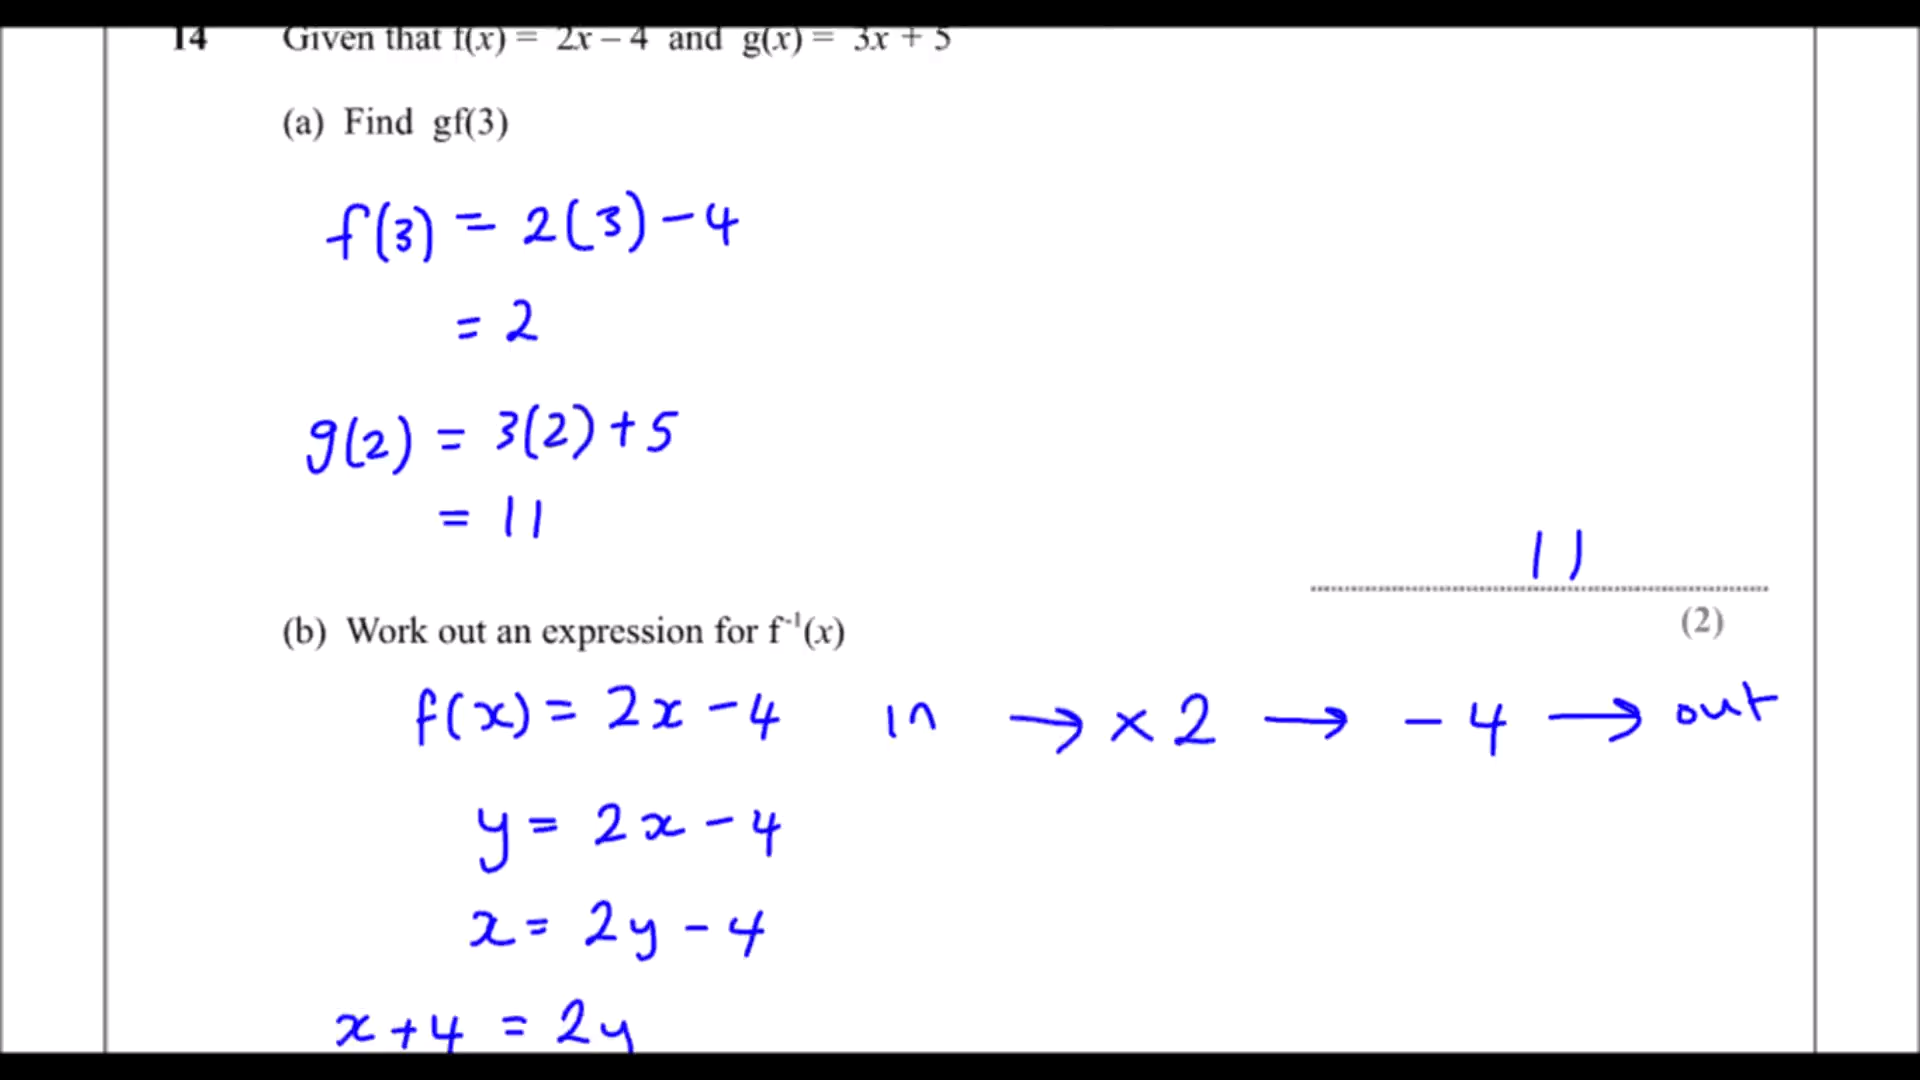 14 Given that f(x) = 2x – 4 and g(x) = 3x + 5
(a) Find gf(3)
f(3) = 2(3) - 4
= 2
g(2) = 3(2) + 5
= 11
11
(2)
(b) Work out an expression for f⁻¹(x)
f(x) = 2x - 4 in → × 2 → - 4 → out
y = 2x - 4
x = 2y - 4
x + 4 = 2y